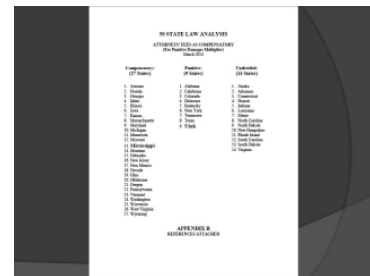 50 STATE LAW ANALYSIS
ATTORNEYS' FEES AS COMPENSATORY
(For Punitive Damages Multiplier)
March 2014
Compensatory:
(27 States)
1. Arizona
2. Florida
3. Georgia
4. Idaho
5. Illinois
6. Iowa
7. Kansas
8. Massachusetts
9. Maryland
10. Michigan
11. Minnesota
12. Missouri
13. Mississippi
14. Montana
15. Nebraska
16. New Jersey
17. New Mexico
18. Nevada
19. Ohio
20. Oklahoma
21. Oregon
22. Pennsylvania
23. Vermont
24. Washington
25. Wisconsin
26. West Virginia
27. Wyoming
Punitive:
(9 States)
1. Alabama
2. California
3. Colorado
4. Delaware
5. Kentucky
6. New York
7. Tennessee
8. Texas
9. Utah
Undecided:
(14 States)
1. Alaska
2. Arkansas
3. Connecticut
4. Hawaii
5. Indiana
6. Louisiana
7. Maine
8. North Carolina
9. North Dakota
10. New Hampshire
11. Rhode Island
12. South Carolina
13. South Dakota
14. Virginia
APPENDIX B
REFERENCES ATTACHED